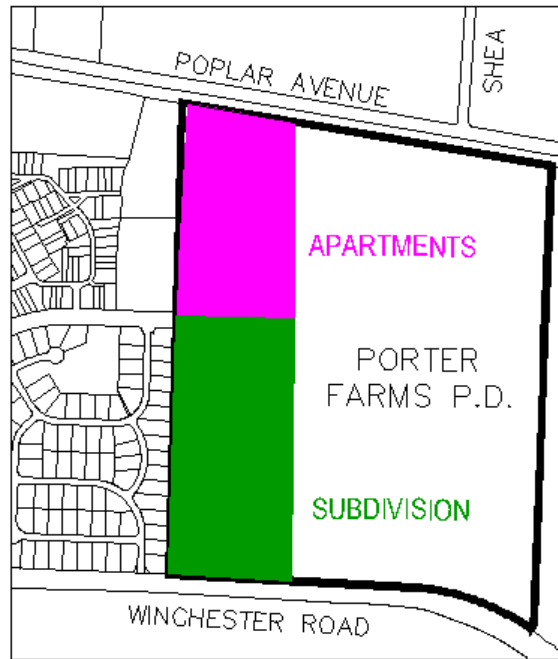 POPLAR AVENUE
SHEA
APARTMENTS
PORTER
FARMS P.D.
SUBDIVISION
WINCHESTER ROAD